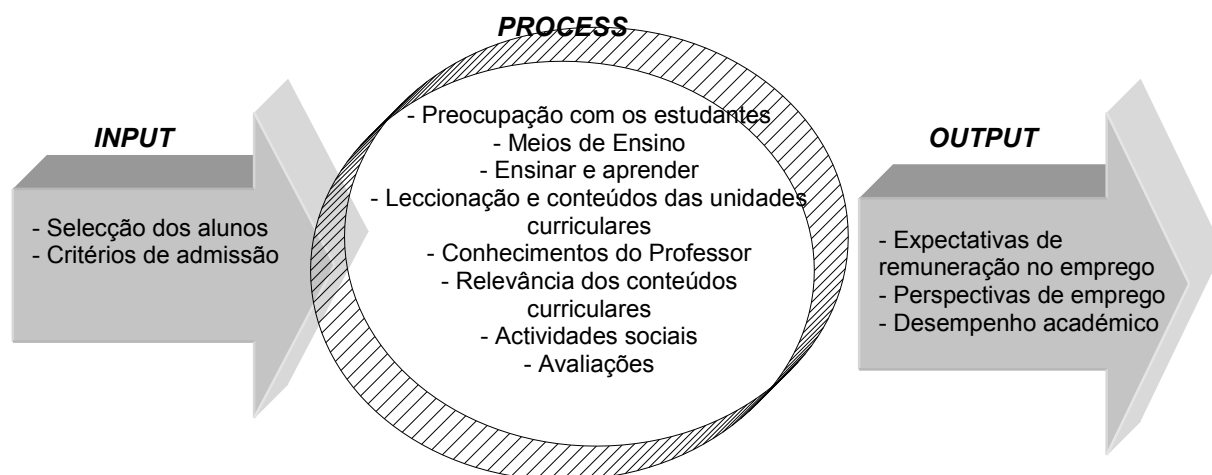 INPUT
- Selecção dos alunos
- Critérios de admissão
PROCESS
- Preocupação com os estudantes
- Meios de Ensino
- Ensinar e aprender
- Leccionação e conteúdos das unidades
curriculares
- Conhecimentos do Professor
- Relevância dos conteúdos
curriculares
- Actividades sociais
- Avaliações
OUTPUT
- Expectativas de
remuneração no emprego
- Perspectivas de emprego
- Desempenho académico